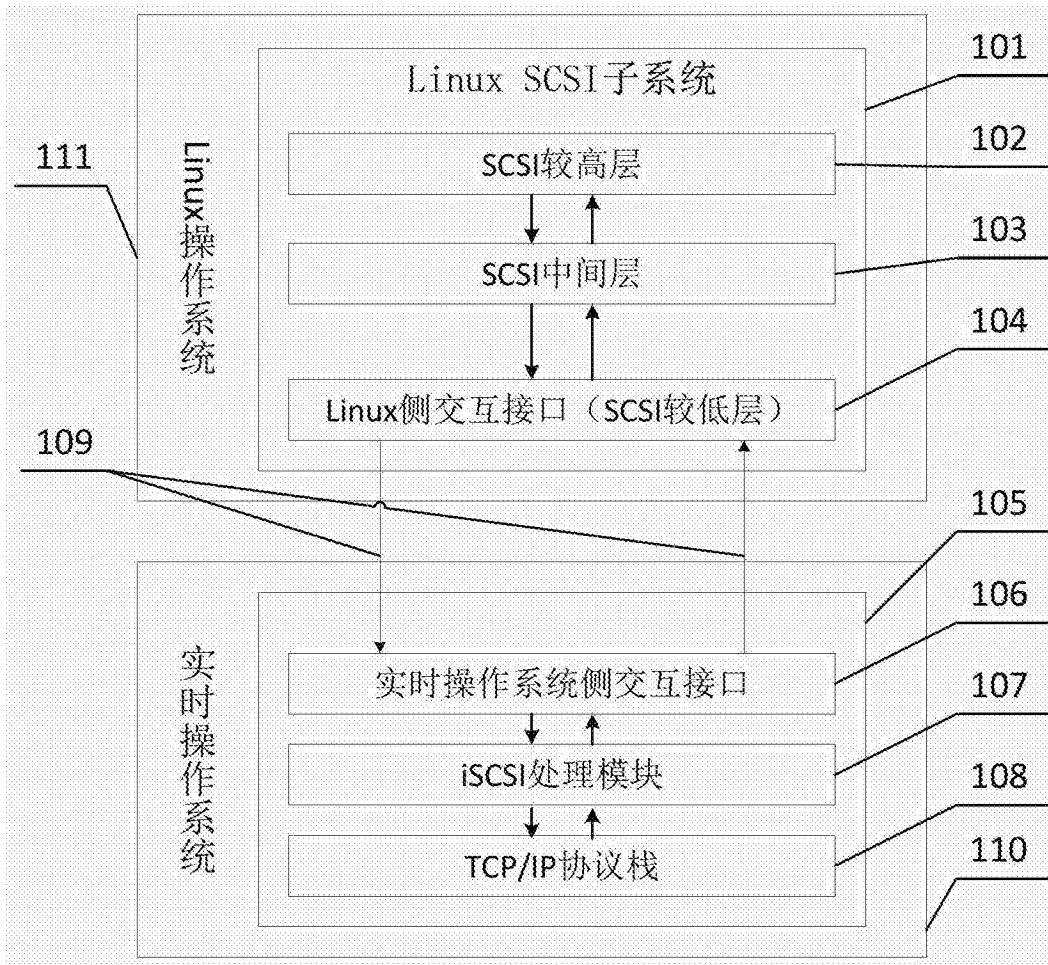 101
Linux SCSI子系统
102
SCSI较高层
111
Linux操作系统
103
SCSI中间层
104
Linux侧交互接口（SCSI较低层）
109
105
106
实时操作系统侧交互接口
实时操作系统
107
iSCSI处理模块
108
TCP/IP协议栈
110